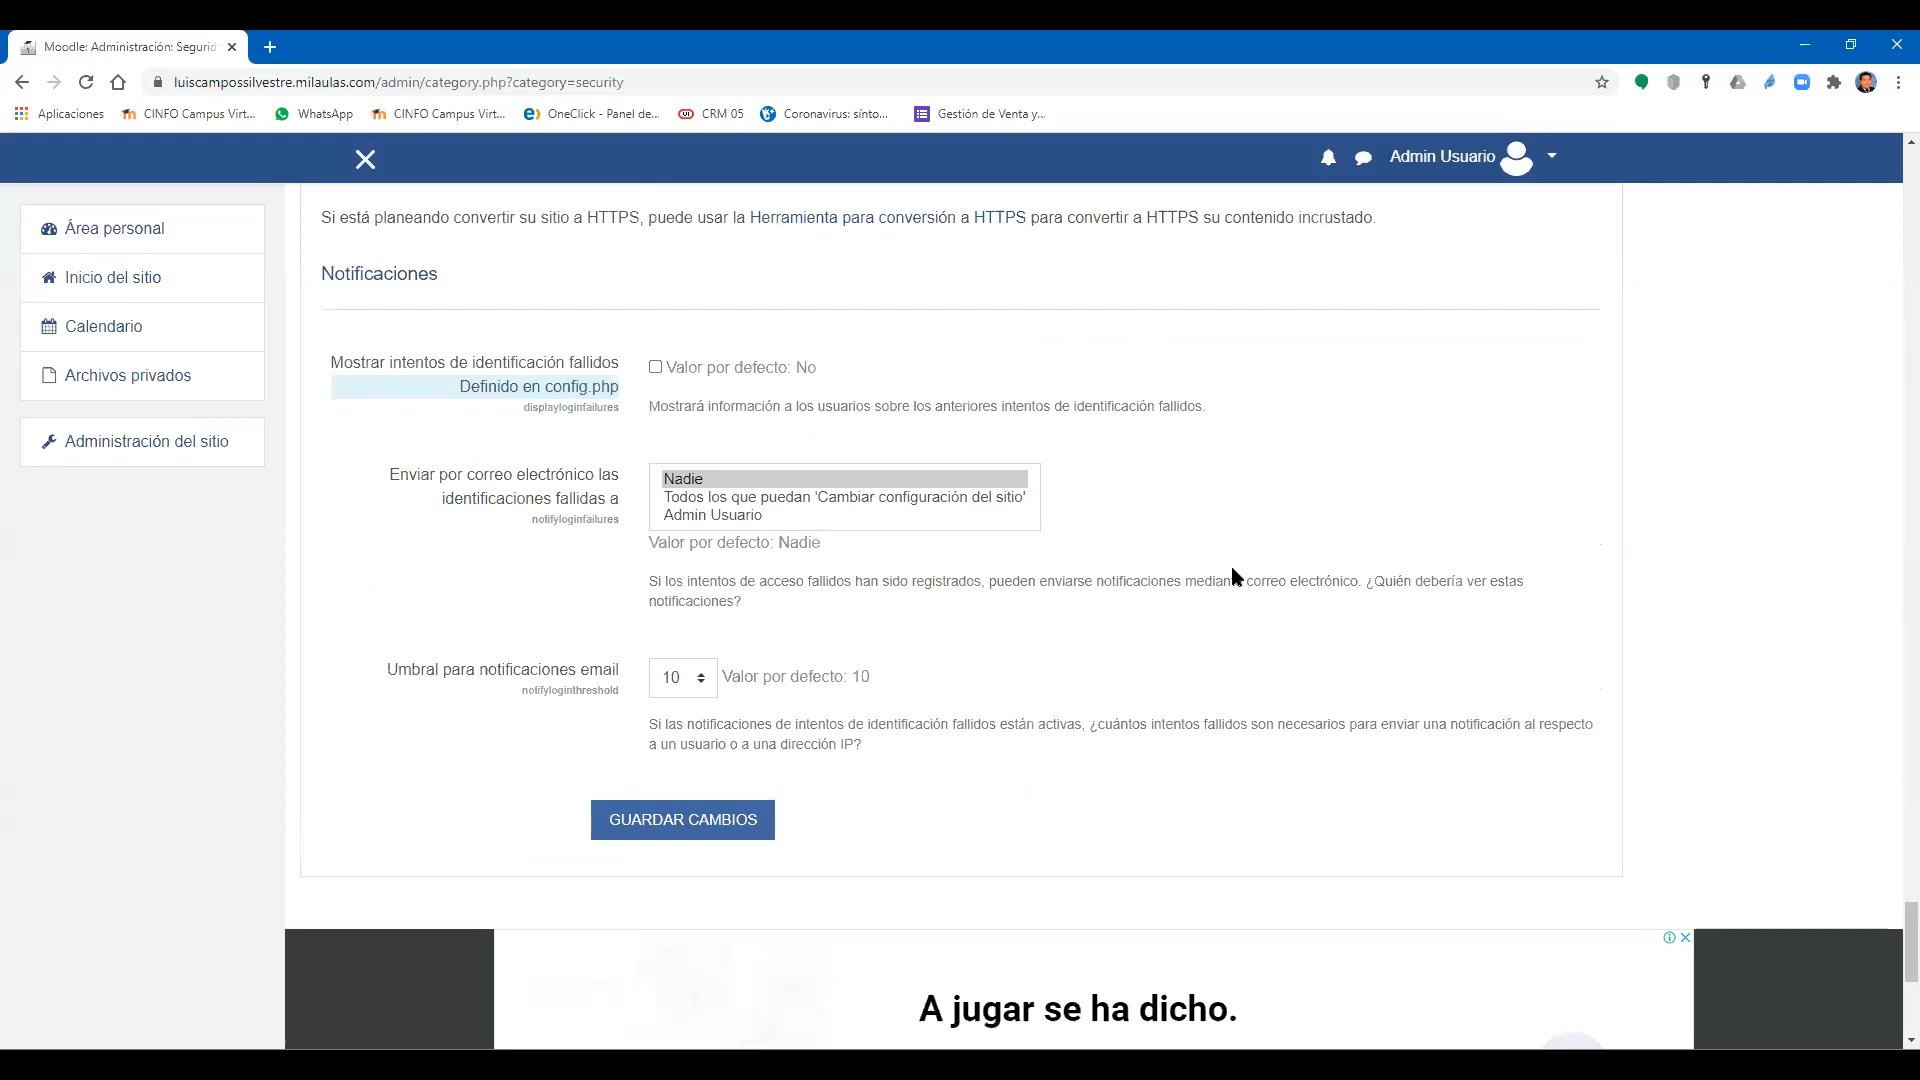 Moodle: Administración: Segurid
luiscampossilvestre.milaulas.com/admin/category.php?category=security
Aplicaciones
CINFO Campus Virt...
WhatsApp
CINFO Campus Virt...
OneClick - Panel de...
CRM 05
Coronavirus: sínto...
Gestión de Venta y...
Admin Usuario
Área personal
Inicio del sitio
Calendario
Archivos privados
Administración del sitio
Si está planeando convertir su sitio a HTTPS, puede usar la Herramienta para conversión a HTTPS para convertir a HTTPS su contenido incrustado.
Notificaciones
Mostrar intentos de identificación fallidos
Definido en config.php
displayloginfailures
Valor por defecto: No
Mostrará información a los usuarios sobre los anteriores intentos de identificación fallidos.
Enviar por correo electrónico las
identificaciones fallidas a
notifyloginfailures
Nadie
Todos los que puedan 'Cambiar configuración del sitio'
Admin Usuario
Valor por defecto: Nadie
Si los intentos de acceso fallidos han sido registrados, pueden enviarse notificaciones mediante correo electrónico. ¿Quién debería ver estas
notificaciones?
Umbral para notificaciones email
notifyloginthreshold
10
Valor por defecto: 10
Si las notificaciones de intentos de identificación fallidos están activas, ¿cuántos intentos fallidos son necesarios para enviar una notificación al respecto
a un usuario o a una dirección IP?
GUARDAR CAMBIOS
A jugar se ha dicho.